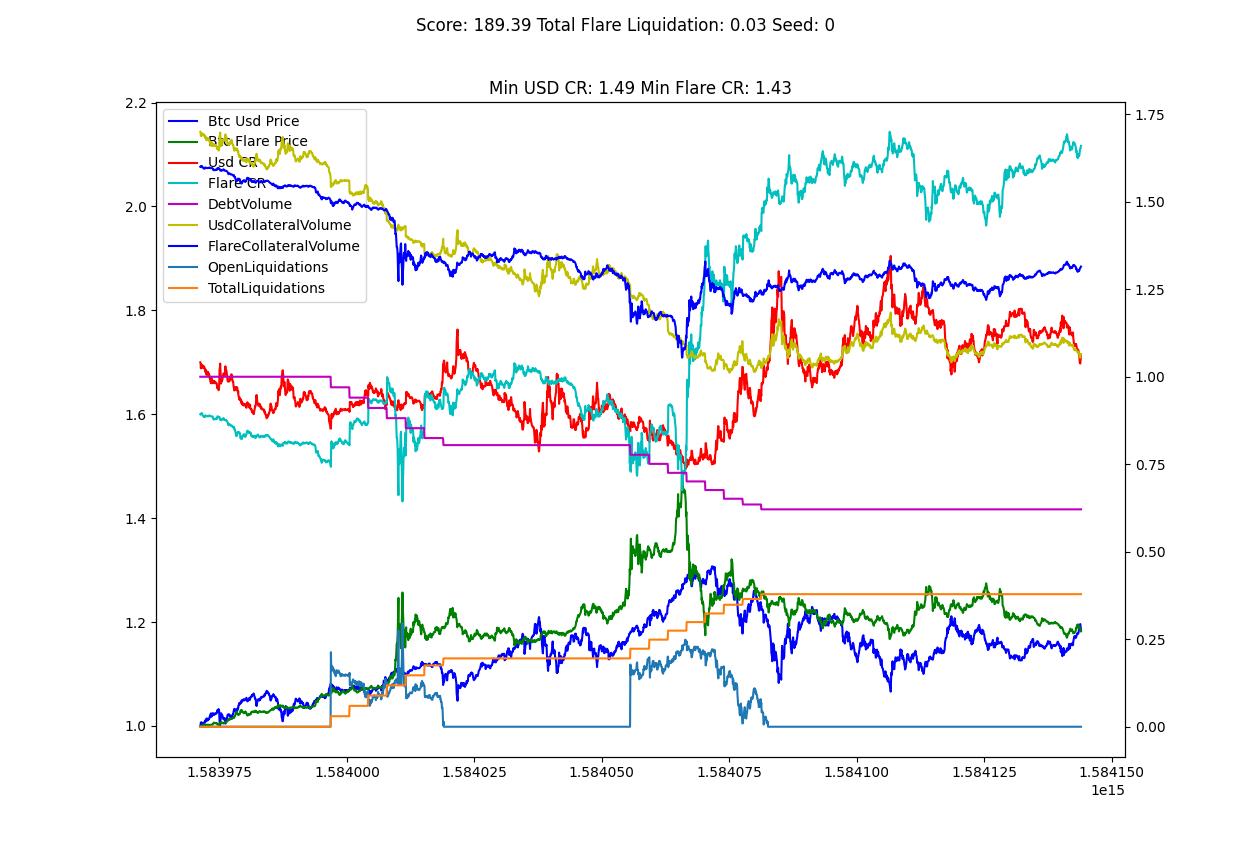 Score: 189.39 Total Flare Liquidation: 0.03 Seed: 0
Min USD CR: 1.49 Min Flare CR: 1.43
2.2
2.0
1.8
1.6
1.4
1.2
1.0
Btc Usd Price
Btc Flare Price
Usd CR
Flare CR
DebtVolume
UsdCollateralVolume
FlareCollateralVolume
OpenLiquidations
TotalLiquidations
1.75
1.50
1.25
1.00
0.75
0.50
0.25
0.00
1.583975 1.584000 1.584025 1.584050 1.584075 1.584100 1.584125 1.584150
1e15